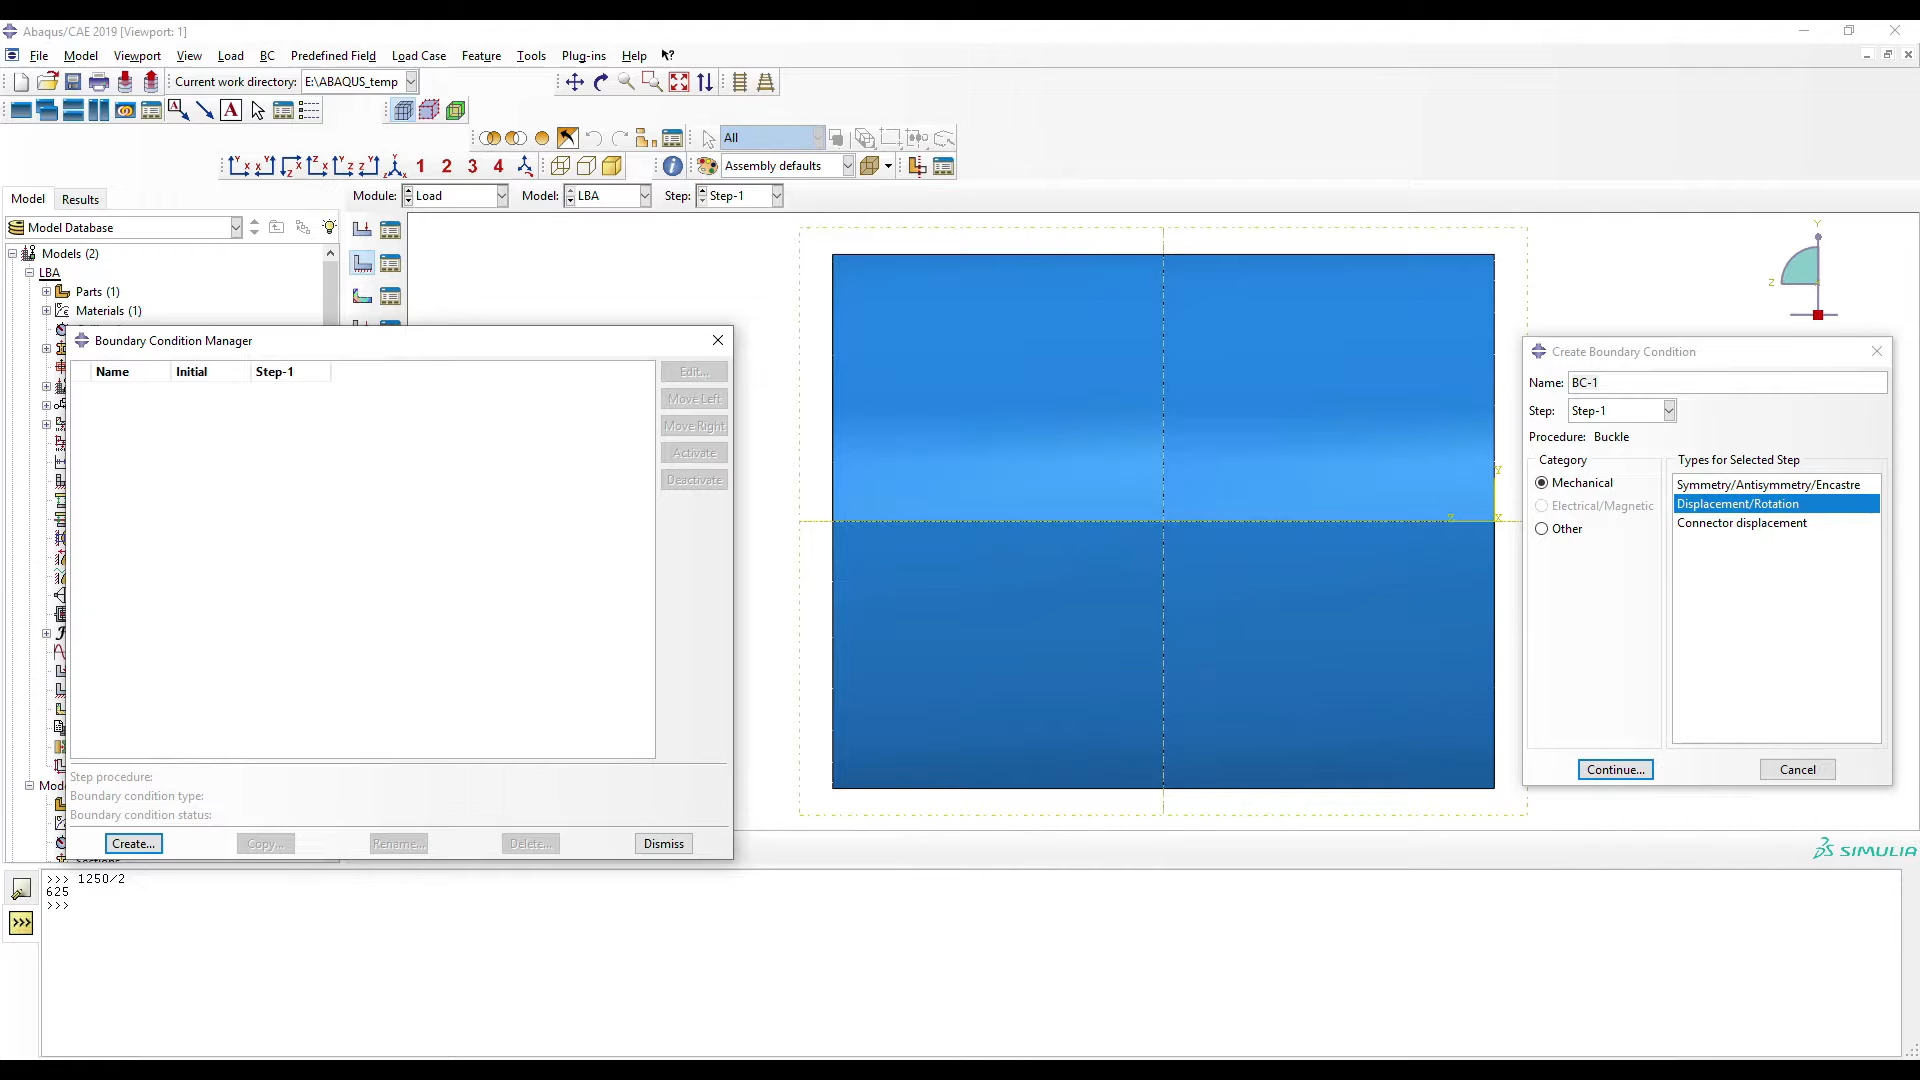 Abaqus/CAE 2019 [Viewport: 1]
File Model Viewport View Load BC Predefined Field Load Case Feature Tools Plug-ins Help ?
Current work directory: E:\ABAQUS_temp
A A
All
1 2 3 4 Assembly defaults
Model Results Module: Load Model: LBA Step: Step-1
Model Database
Models (2)
LBA
Parts (1)
Materials (1)
Boundary Condition Manager
Name Initial Step-1
Edit...
Move Left
Move Right
Activate
Deactivate
Step procedure:
Boundary condition type:
Boundary condition status:
Create... Copy... Rename... Delete... Dismiss
Y
Z
Y
Z X
Create Boundary Condition
Name: BC-1
Step: Step-1
Procedure: Buckle
Category Types for Selected Step
Mechanical
Electrical/Magnetic
Other
Symmetry/Antisymmetry/Encastre
Displacement/Rotation
Connector displacement
Continue... Cancel
SIMULIA
>>> 1250/2
625
>>>
>>>